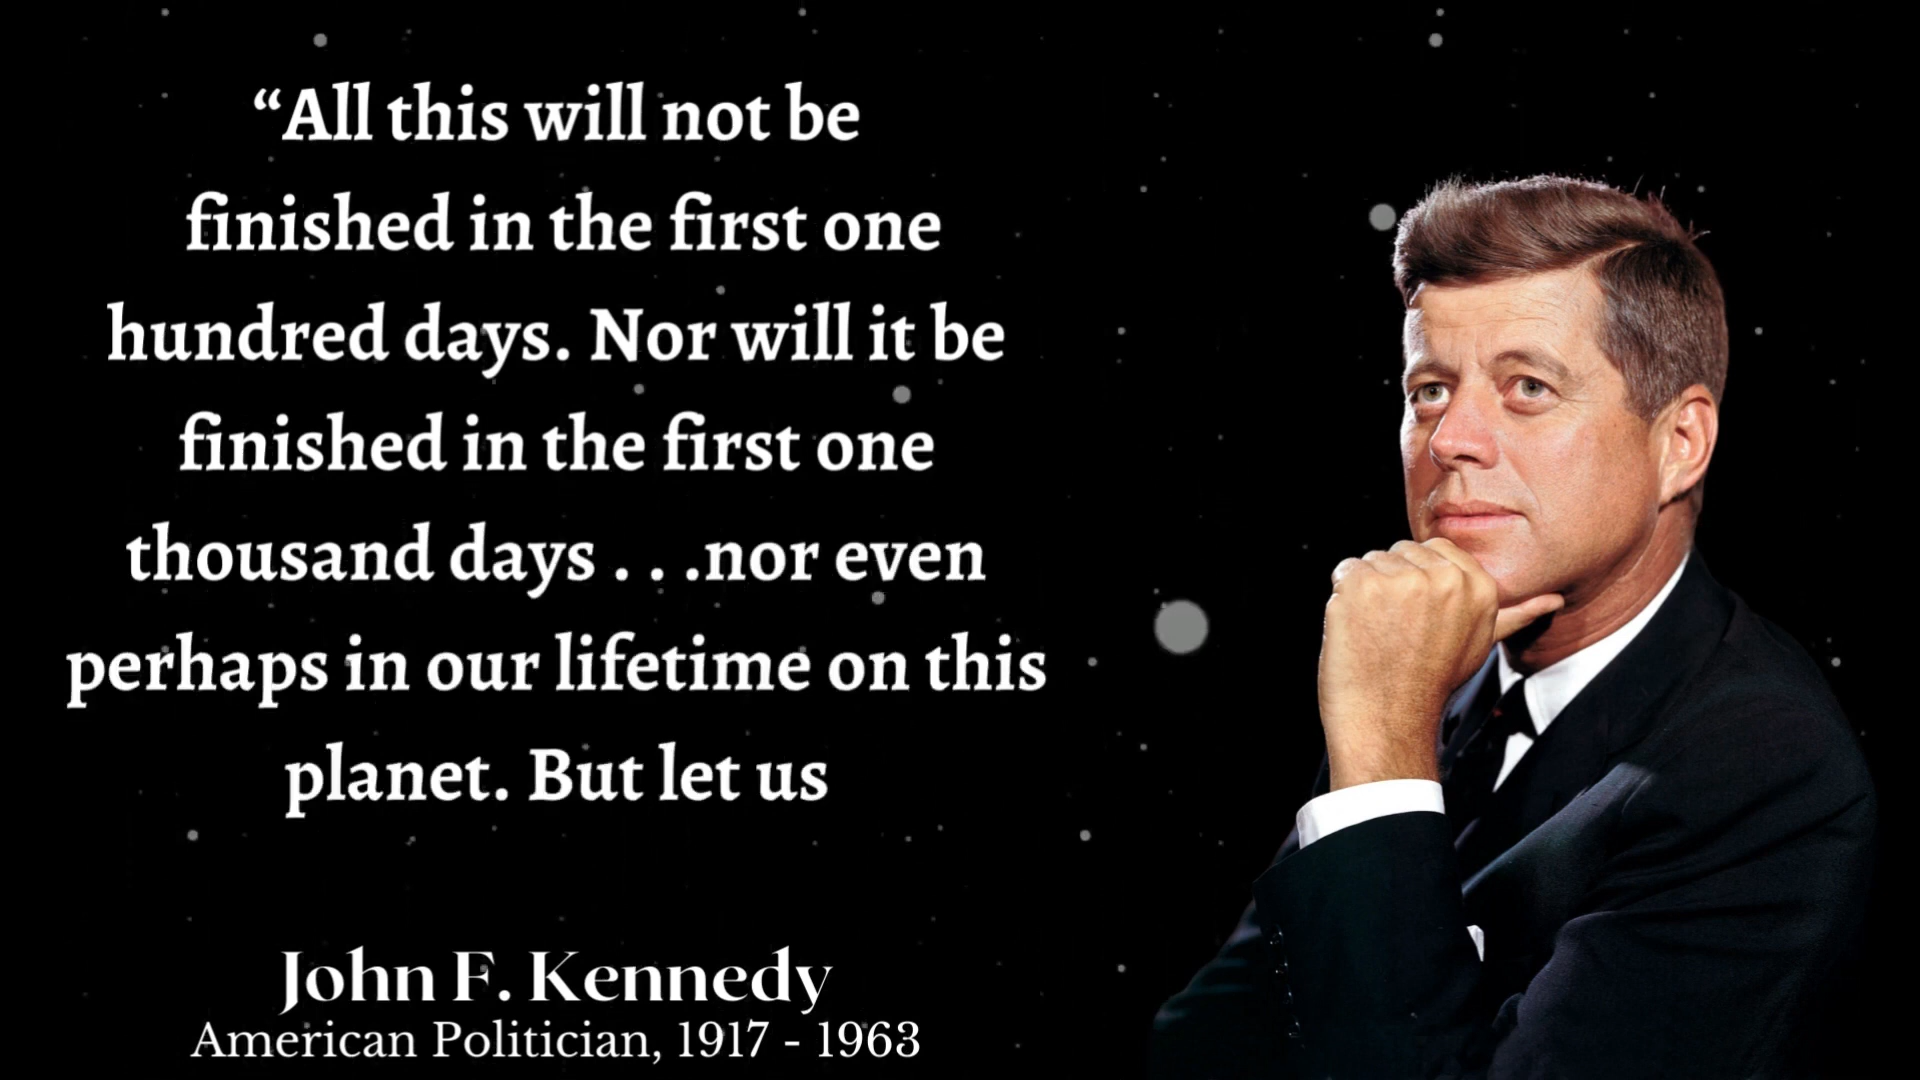 “All this will not be
finished in the first one
hundred days. Nor will it be
finished in the first one
thousand days . . .nor even
perhaps in our lifetime on this
planet. But let us
John F. Kennedy
American Politician, 1917 - 1963